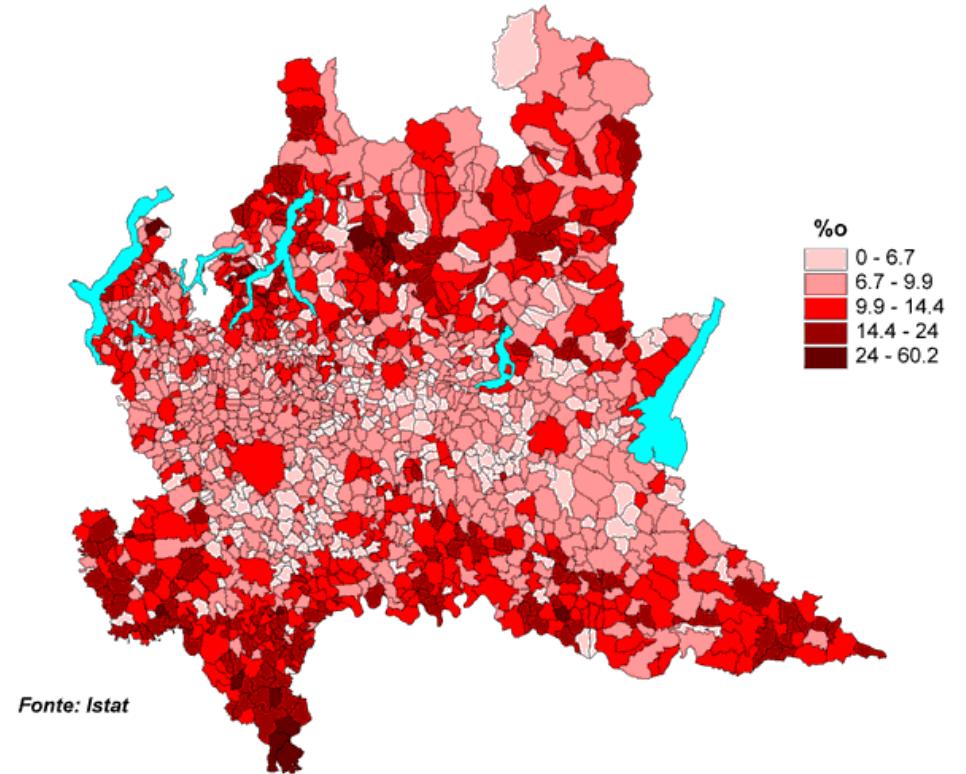 %o
0 - 6.7
6.7 - 9.9
9.9 - 14.4
14.4 - 24
24 - 60.2
Fonte: Istat